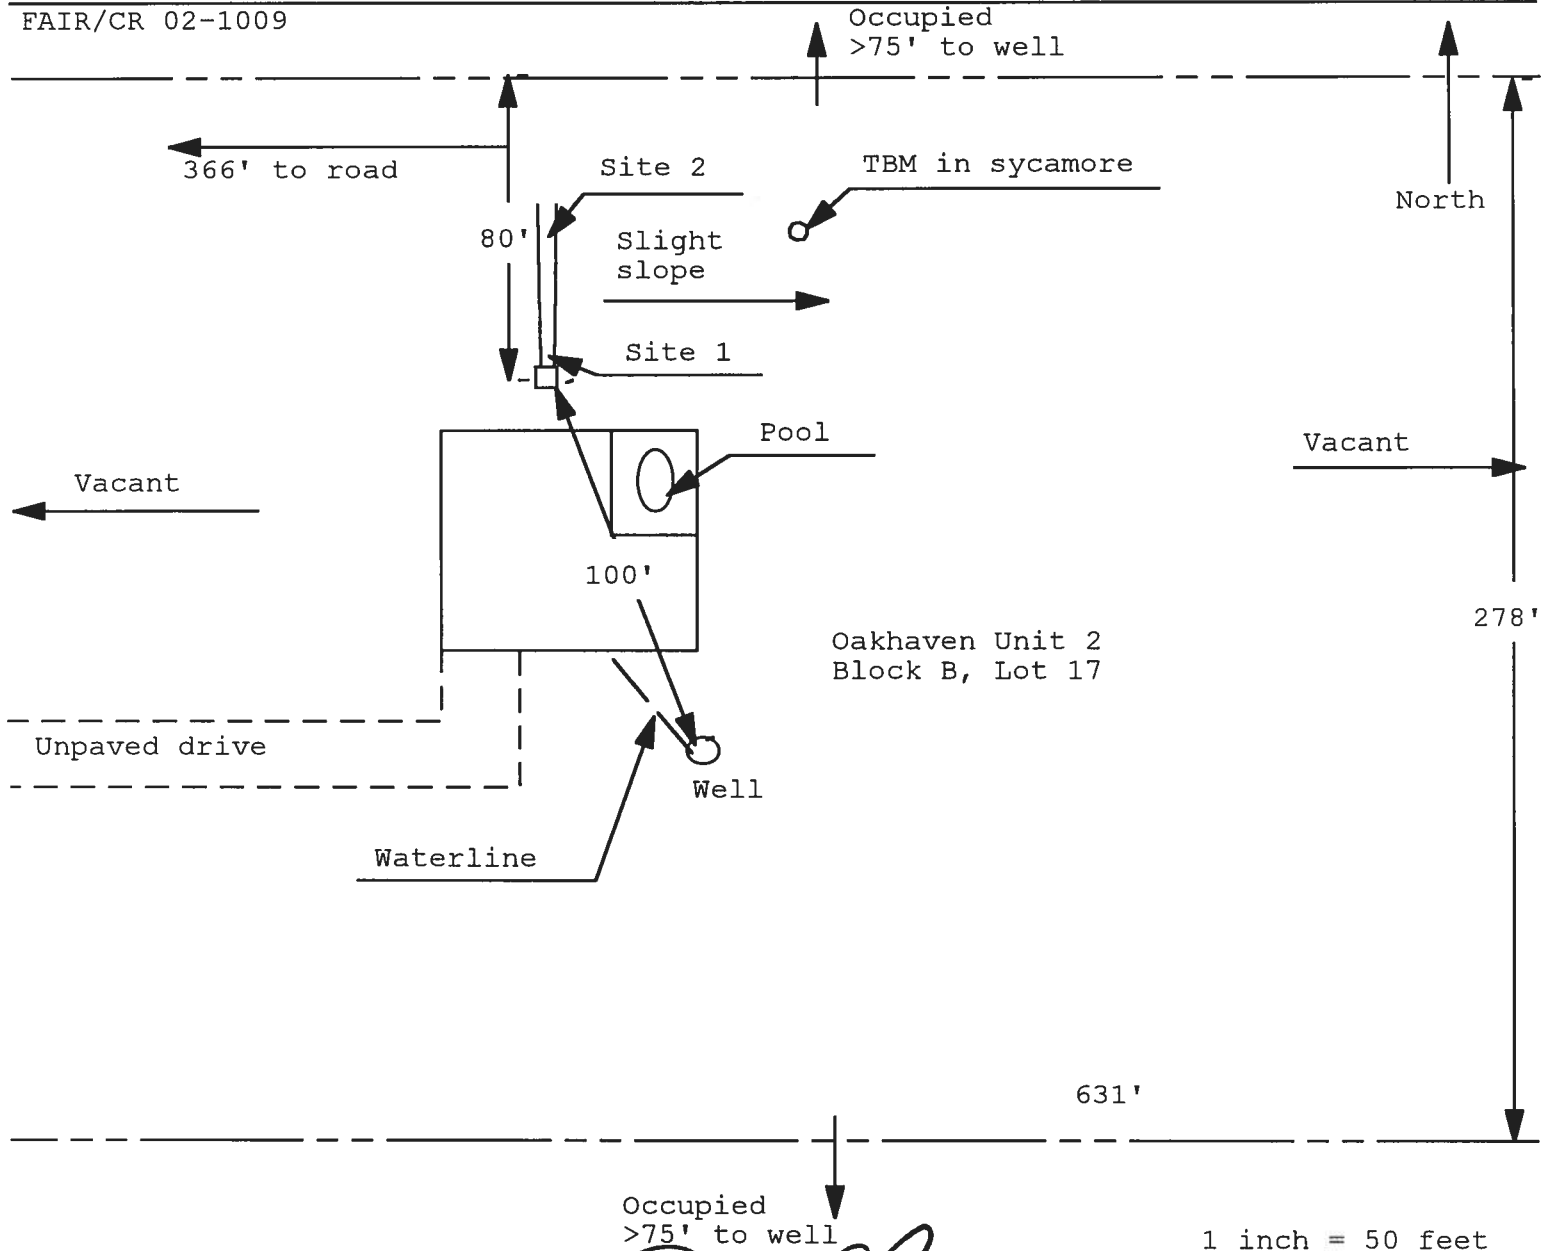 FAIR/CR 02-1009
Occupied
>75' to well
366' to road
Site 2
TBM in sycamore
North
80'
Slight
slope
Site 1
Pool
Vacant
Vacant
100'
278'
Oakhaven Unit 2
Block B, Lot 17
Unpaved drive
Well
Waterline
631'
Occupied
>75' to well
1 inch = 50 feet